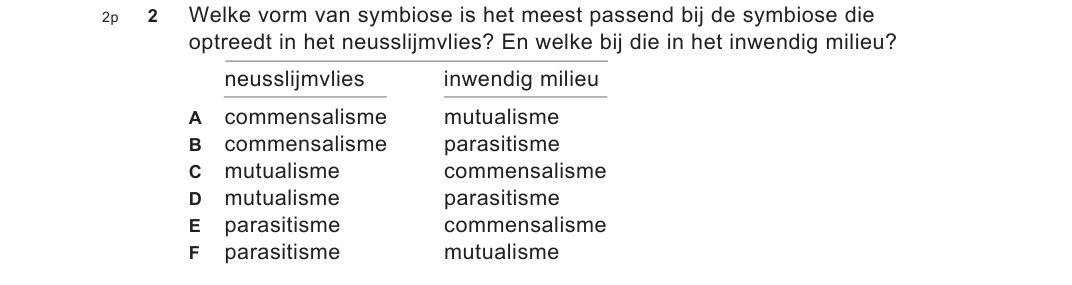 2p 2 Welke vorm van symbiose is het meest passend bij de symbiose die
optreedt in het neusslijmvlies? En welke bij die in het inwendig milieu?
neusslijmvlies inwendig milieu
A commensalisme mutualisme
B commensalisme parasitisme
C mutualisme commensalisme
D mutualisme parasitisme
E parasitisme commensalisme
F parasitisme mutualisme